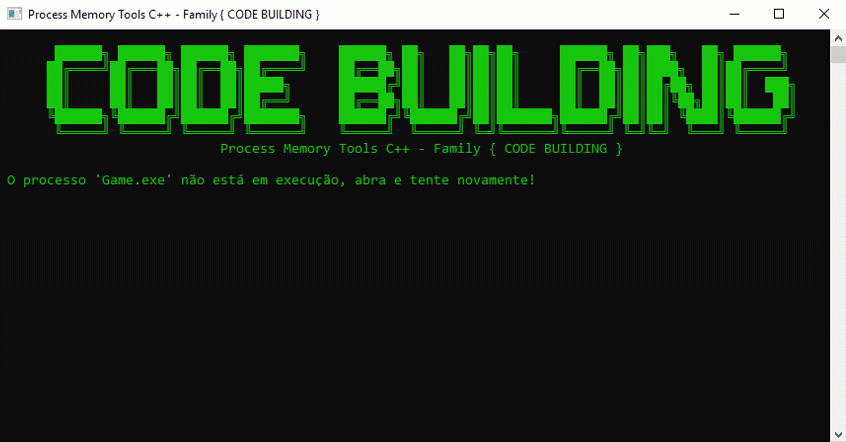 Process Memory Tools C++ - Family { CODE BUILDING }
CODE BUILDING
Process Memory Tools C++ - Family { CODE BUILDING }
O processo 'Game.exe' não está em execução, abra e tente novamente!